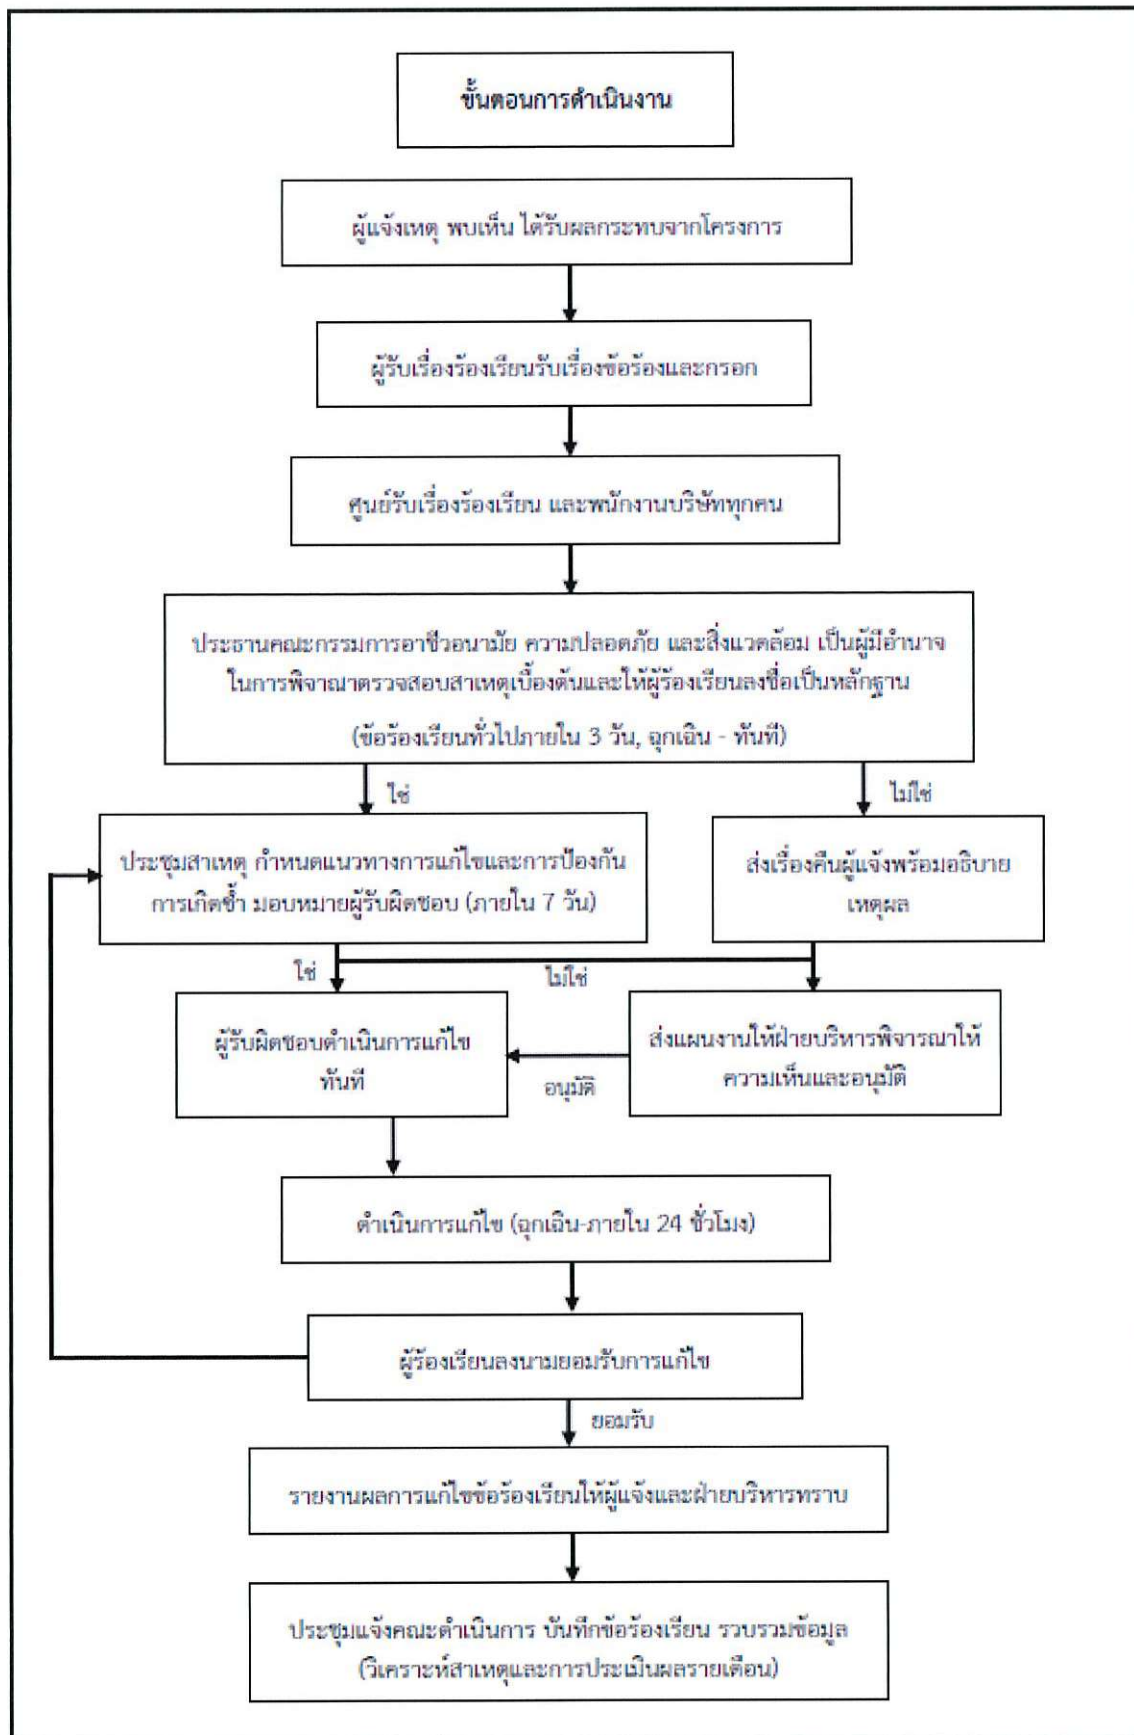 ขั้นตอนการดำเนินงาน
ผู้แจ้งเหตุ พบเห็น ได้รับผลกระทบจากโครงการ
ผู้รับเรื่องร้องเรียนรับเรื่องข้อร้องและกรอก
ศูนย์รับเรื่องร้องเรียน และพนักงานบริษัททุกคน
ประธานคณะกรรมการอาชีวอนามัย ความปลอดภัย และสิ่งแวดล้อม เป็นผู้มีอำนาจ
ในการพิจาณาตรวจสอบสาเหตุเบื้องต้นและให้ผู้ร้องเรียนลงชื่อเป็นหลักฐาน
(ข้อร้องเรียนทั่วไปภายใน 3 วัน, ฉุกเฉิน - ทันที)
ใช่
ไม่ใช่
ประชุมสาเหตุ กำหนดแนวทางการแก้ไขและการป้องกัน
การเกิดซ้ำ มอบหมายผู้รับผิดชอบ (ภายใน 7 วัน)
ส่งเรื่องคืนผู้แจ้งพร้อมอธิบาย
เหตุผล
ใช่
ไม่ใช่
ผู้รับผิดชอบดำเนินการแก้ไข
ทันที
ส่งแผนงานให้ฝ่ายบริหารพิจารณาให้
ความเห็นและอนุมัติ
อนุมัติ
ดำเนินการแก้ไข (ฉุกเฉิน-ภายใน 24 ชั่วโมง)
ผู้ร้องเรียนลงนามยอมรับการแก้ไข
ยอมรับ
รายงานผลการแก้ไขข้อร้องเรียนให้ผู้แจ้งและฝ่ายบริหารทราบ
ประชุมแจ้งคณะดำเนินการ บันทึกข้อร้องเรียน รวบรวมข้อมูล
(วิเคราะห์สาเหตุและการประเมินผลรายเดือน)